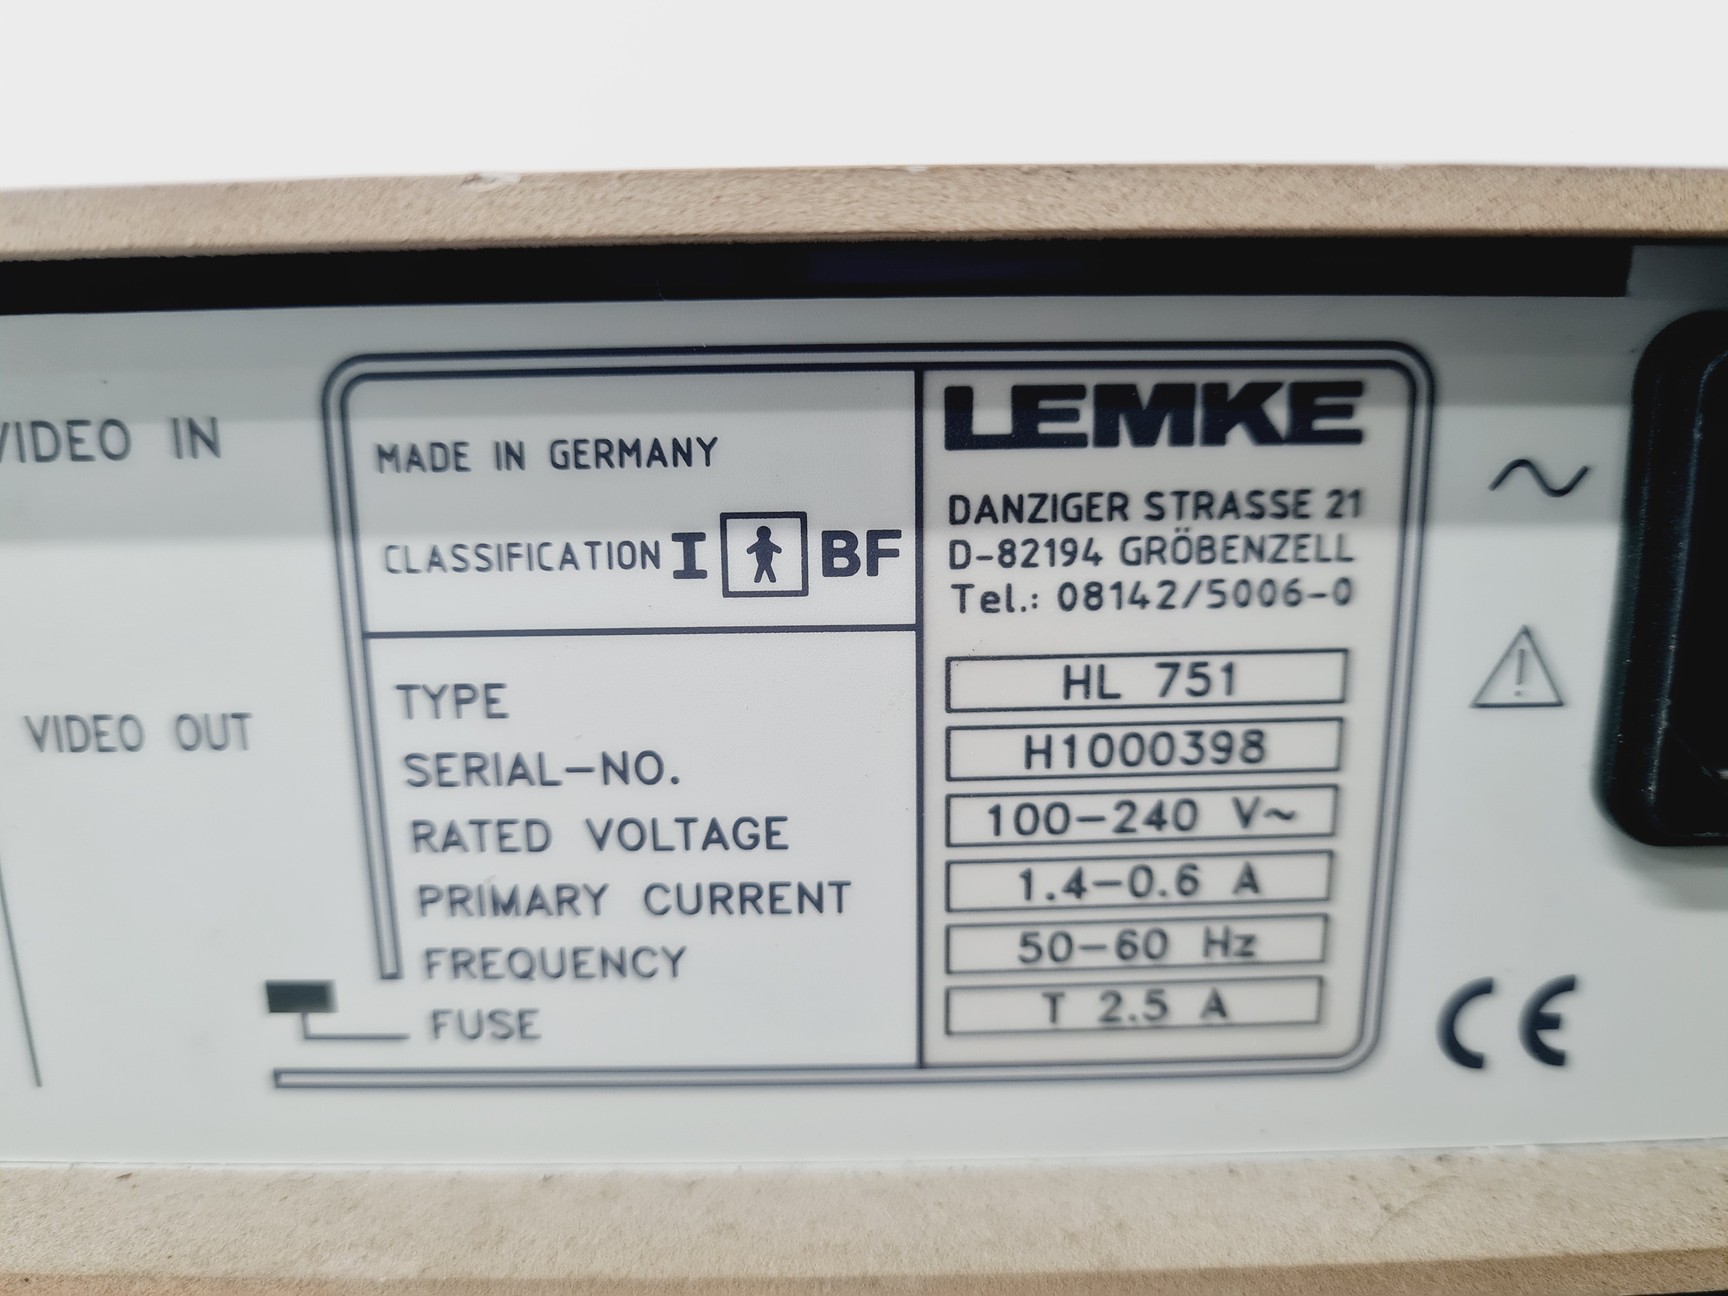 VIDEO IN
VIDEO OUT
MADE IN GERMANY
CLASSIFICATION I BF
LEMKE
DANZIGER STRASSE 21
D-82194 GRÖBENZELL
Tel.: 08142/5006-0
TYPE HL 751
SERIAL-NO. H1000398
RATED VOLTAGE 100-240 V~
PRIMARY CURRENT 1.4-0.6 A
FREQUENCY 50-60 Hz
FUSE T 2.5 A
~
CE